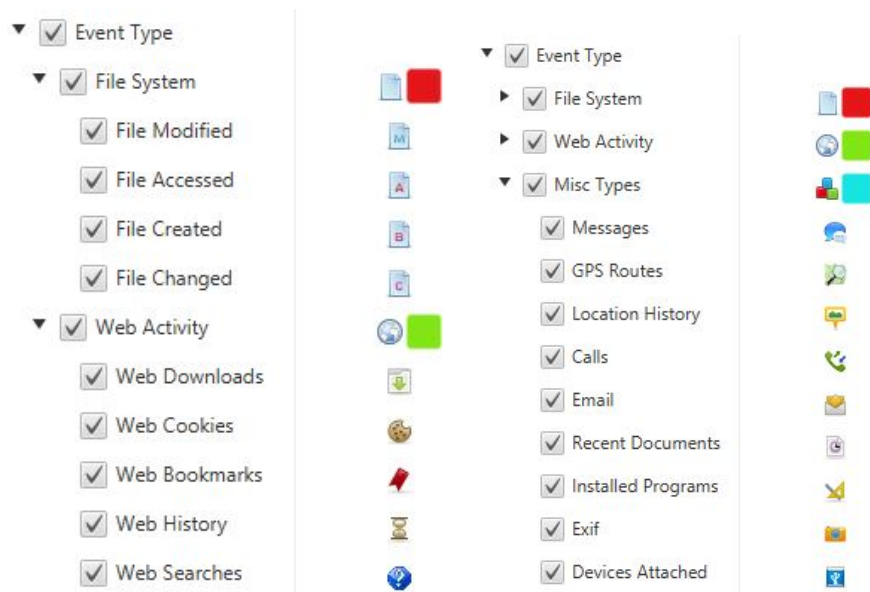 Event Type
File System
File Modified
File Accessed
File Created
File Changed
Web Activity
Web Downloads
Web Cookies
Web Bookmarks
Web History
Web Searches
Event Type
File System
Web Activity
Misc Types
Messages
GPS Routes
Location History
Calls
Email
Recent Documents
Installed Programs
Exif
Devices Attached
M
A
B
C